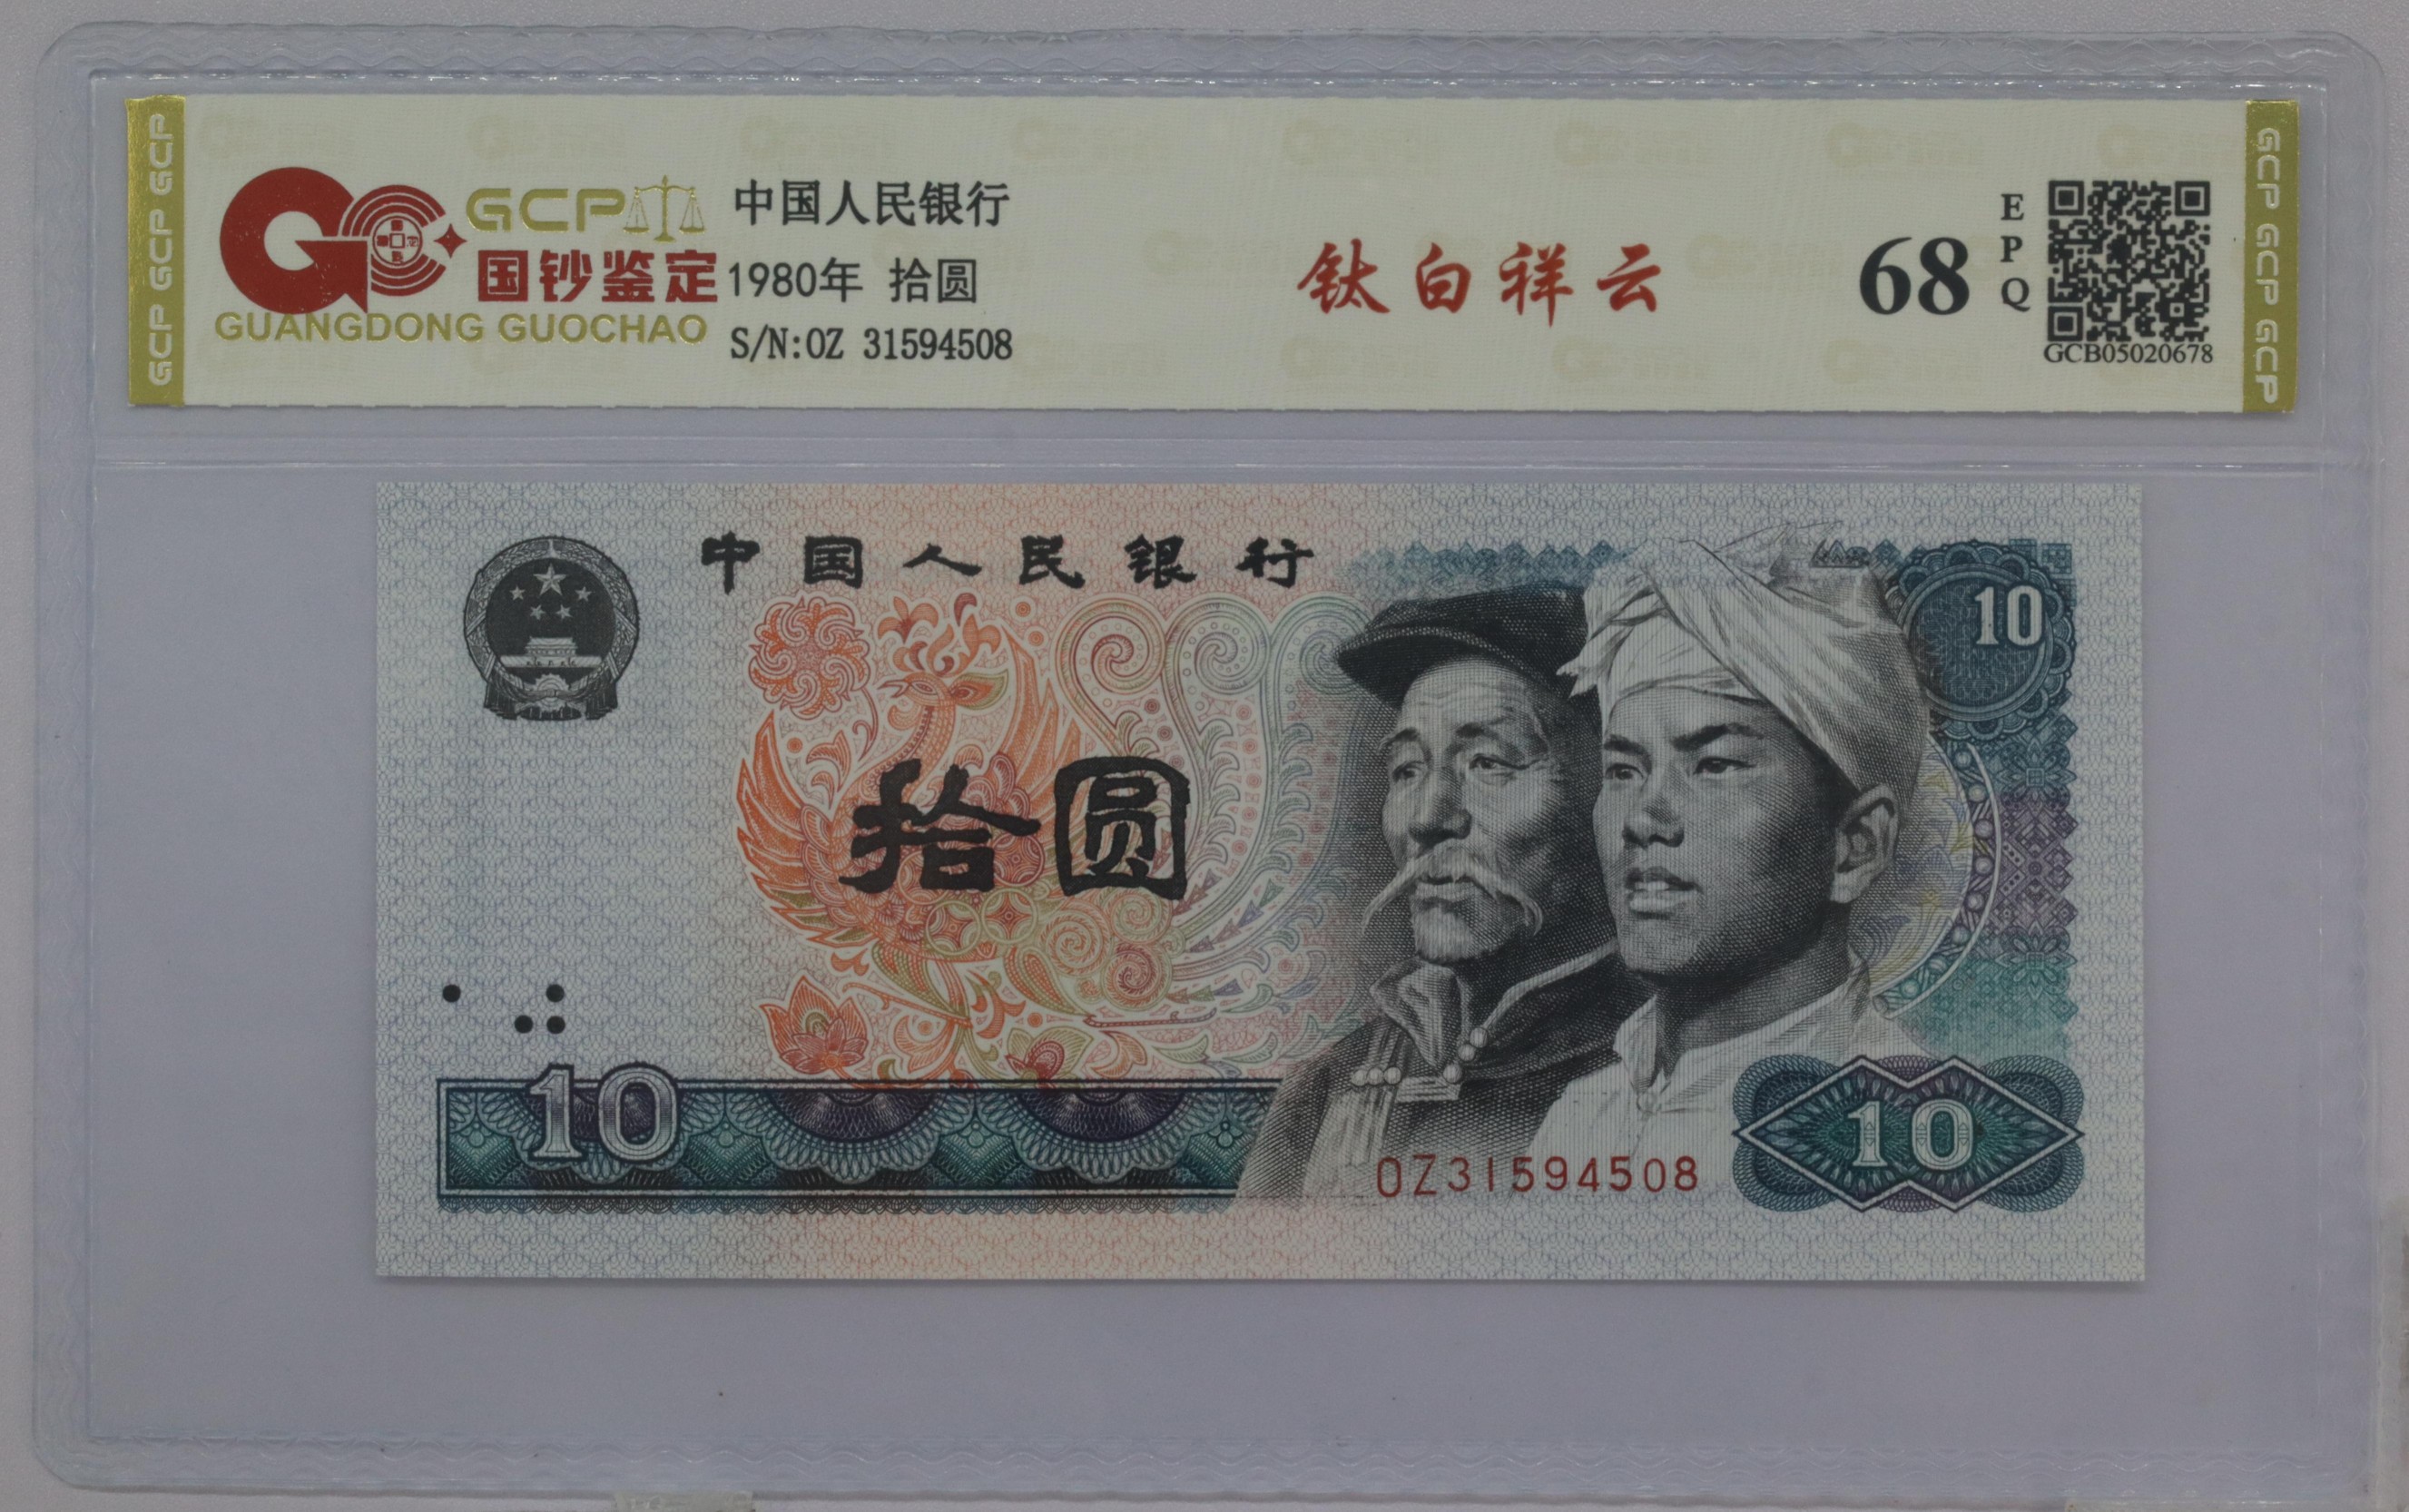 GCP GCP GCP
GCP
国钞鉴定
GUANGDONG GUOCHAO
中国人民银行
1980年 拾圆
S/N:OZ 31594508
钛白祥云
68
EPQ
GCB05020678
GCP GCP GCP
中国人民银行
10
拾圆
10
OZ31594508
10